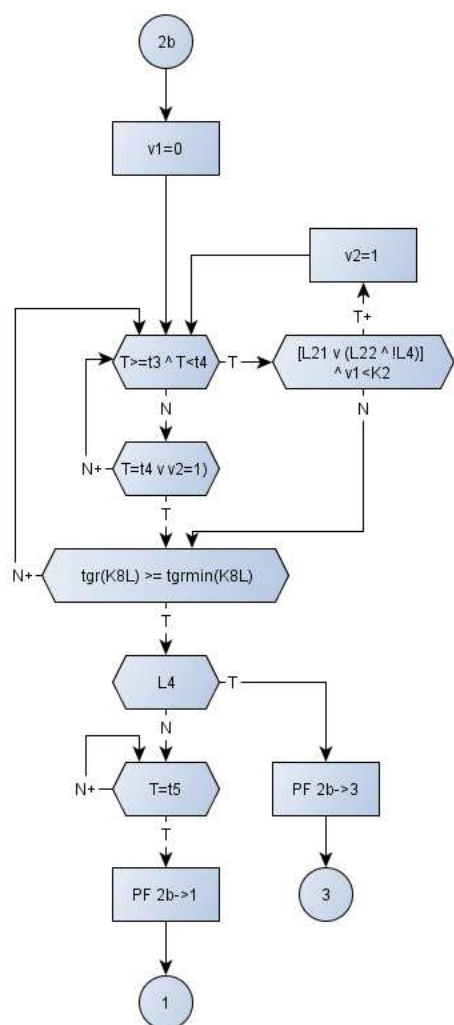 2b
v1=0
v2=1
T+
T>=t3 ^ T<t4
T
[L21 v (L22 ^ !L4)]
^ v1<K2
N
N
N+
T=t4 v v2=1)
T
N+
tgr(K8L) >= tgrmin(K8L)
T
L4
T
N
N+
T=t5
PF 2b->3
T
PF 2b->1
3
1